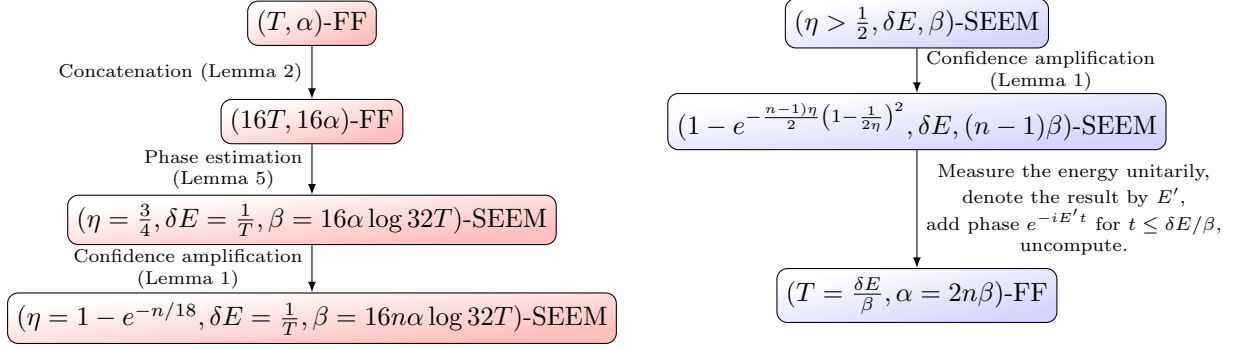 (T, α)-FF
Concatenation (Lemma 2)
(16T, 16α)-FF
Phase estimation
(Lemma 5)
(η = 3/4, δE = 1/T, β = 16α log 32T)-SEEM
Confidence amplification
(Lemma 1)
(η = 1 − e^{−n/18}, δE = 1/T, β = 16nα log 32T)-SEEM
(η > 1/2, δE, β)-SEEM
Confidence amplification
(Lemma 1)
(1 − e^{−\frac{n−1)η}{2}(1−\frac{1}{2η})^2}, δE, (n − 1)β)-SEEM
Measure the energy unitarily,
denote the result by E′,
add phase e^{−iE′t} for t ≤ δE/β,
uncompute.
(T = δE/β, α = 2nβ)-FF